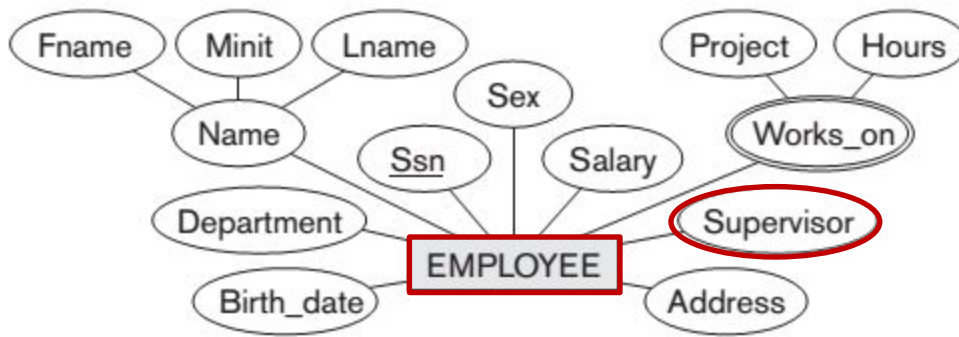 Fname
Minit
Lname
Project
Hours
Sex
Name
Works_on
Ssn
Salary
Department
Supervisor
EMPLOYEE
Birth_date
Address